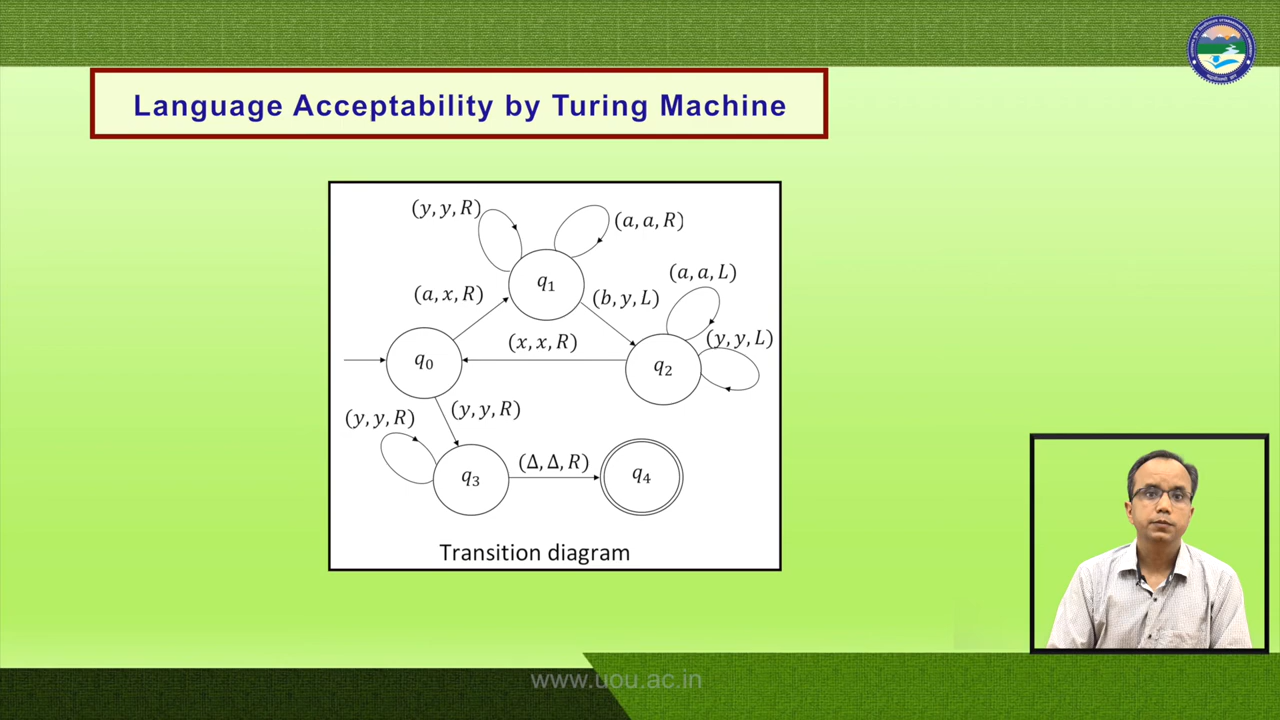 Language Acceptability by Turing Machine
(y, y, R)
(a, a, R)
q₁
(a, x, R)
(b, y, L)
(a, a, L)
(x, x, R)
(y, y, L)
q₀
q₂
(y, y, R)
(y, y, R)
q₃
(Δ, Δ, R)
q₄
Transition diagram
www.uou.ac.in